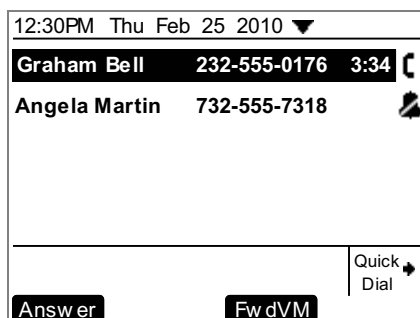 12:30PM Thu Feb 25 2010
Graham Bell 232-555-0176 3:34
Angela Martin 732-555-7318
Quick
Dial
Answer FwdVM